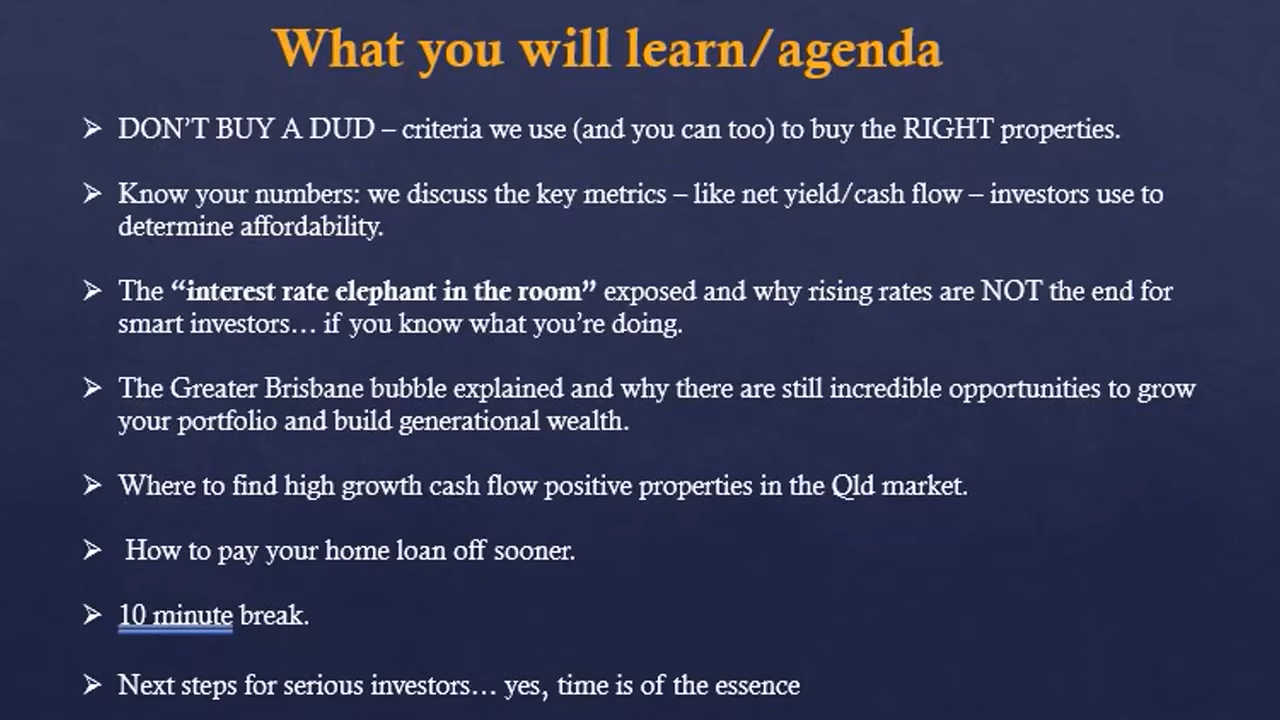 What you will learn/agenda
➢ DON’T BUY A DUD – criteria we use (and you can too) to buy the RIGHT properties.
➢ Know your numbers: we discuss the key metrics – like net yield/cash flow – investors use to
determine affordability.
➢ The “interest rate elephant in the room” exposed and why rising rates are NOT the end for
smart investors… if you know what you’re doing.
➢ The Greater Brisbane bubble explained and why there are still incredible opportunities to grow
your portfolio and build generational wealth.
➢ Where to find high growth cash flow positive properties in the Qld market.
➢ How to pay your home loan off sooner.
➢ 10 minute break.
➢ Next steps for serious investors… yes, time is of the essence